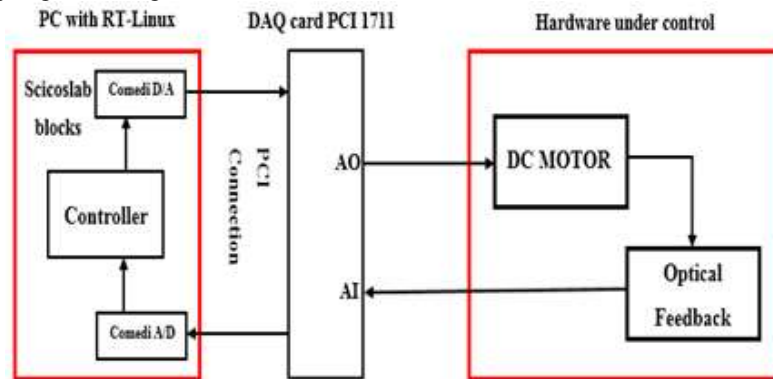 PC with RT-Linux
DAQ card PCI 1711
Hardware under control
Scicoslab
blocks
Comedi D/A
Controller
Comedi A/D
PCI
Connection
AO
AI
DC MOTOR
Optical
Feedback